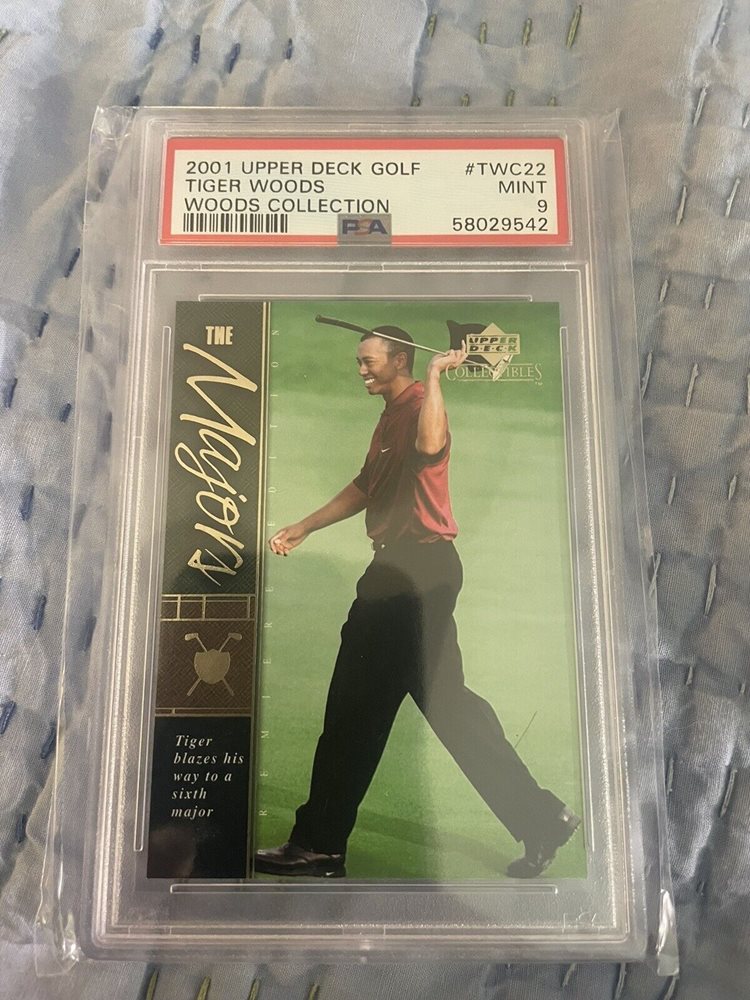 2001 UPPER DECK GOLF #TWC22
TIGER WOODS MINT
WOODS COLLECTION 9
PSA 58029542
THE
Majors
UPPER
DECK
COLLECTIBLES
PREMIERE EDITION
Tiger
blazes his
way to a
sixth
major